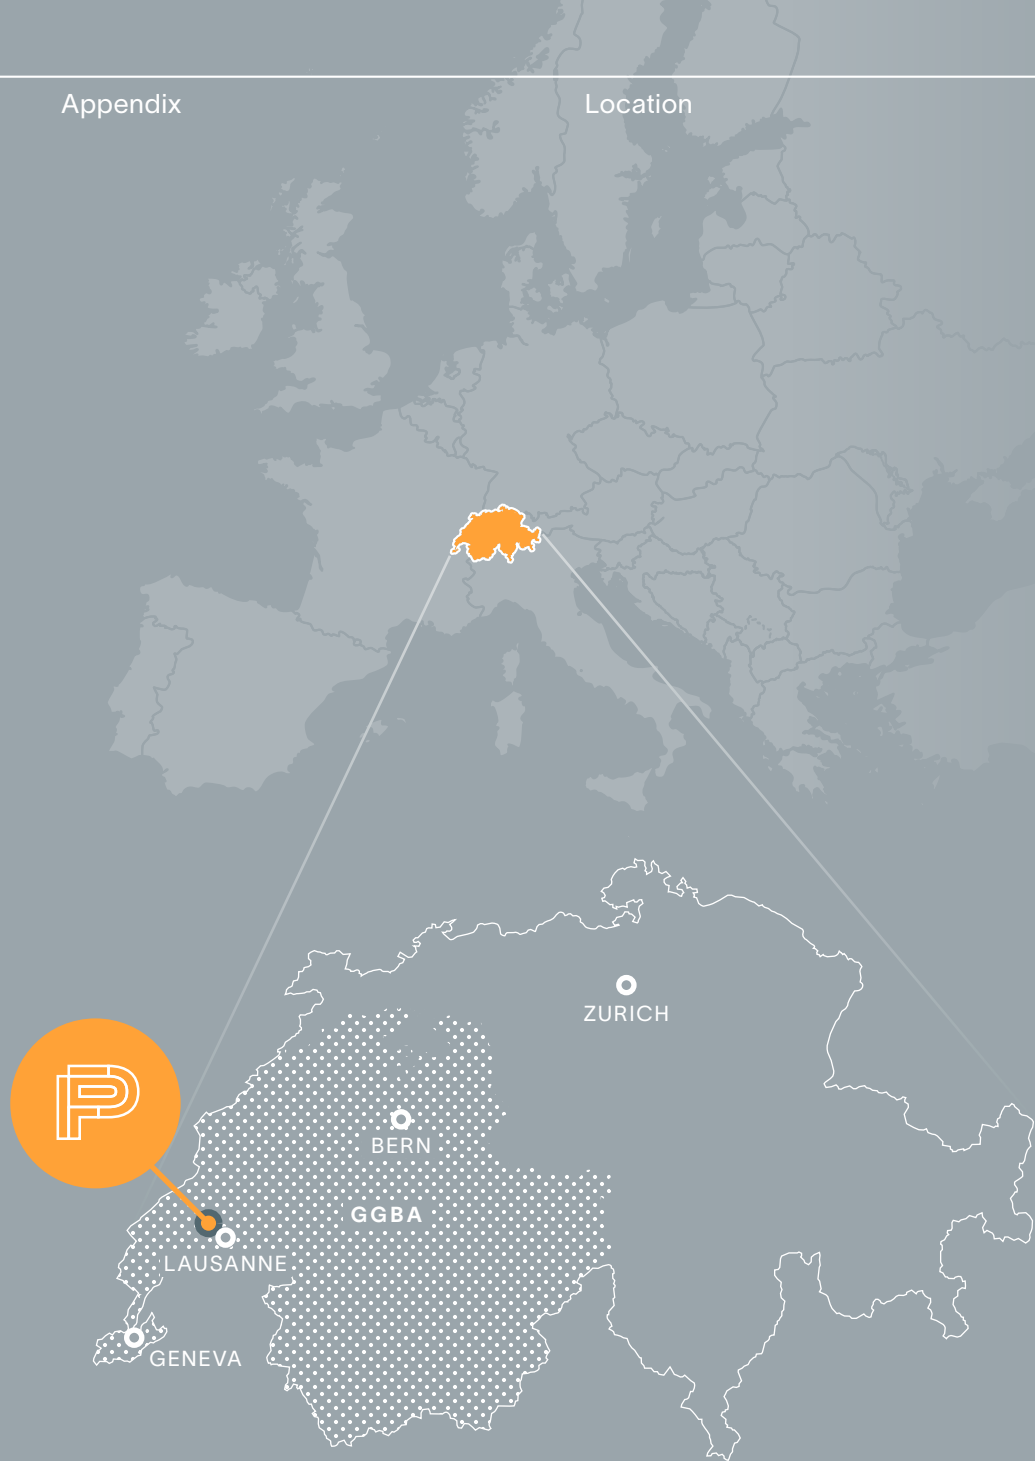 Appendix
Location
ZURICH
BERN
GGBA
LAUSANNE
GENEVA